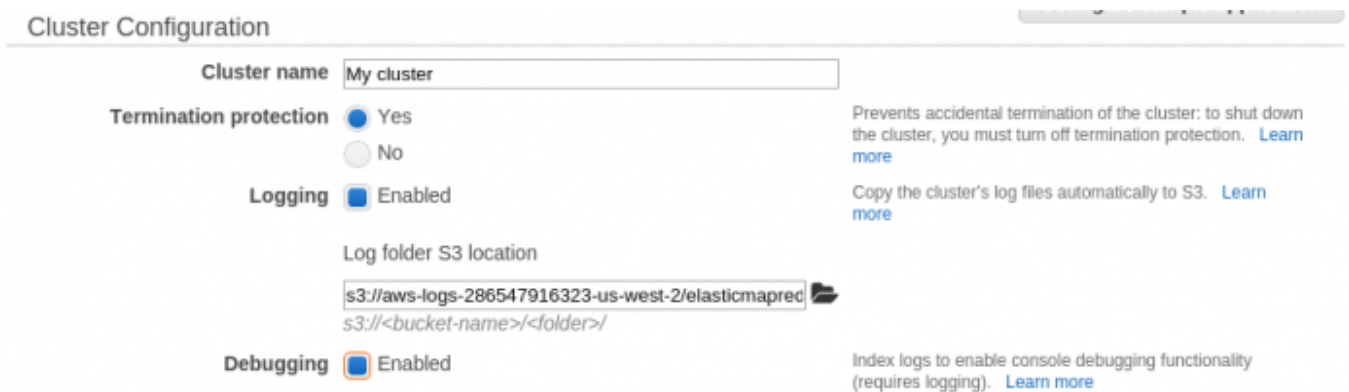 Cluster Configuration
Cluster name My cluster
Termination protection Yes
Prevents accidental termination of the cluster: to shut down
the cluster, you must turn off termination protection. Learn
more
No
Logging Enabled
Copy the cluster's log files automatically to S3. Learn
more
Log folder S3 location
s3://aws-logs-286547916323-us-west-2/elasticmapred
s3://<bucket-name>/<folder>/
Debugging Enabled
Index logs to enable console debugging functionality
(requires logging). Learn more